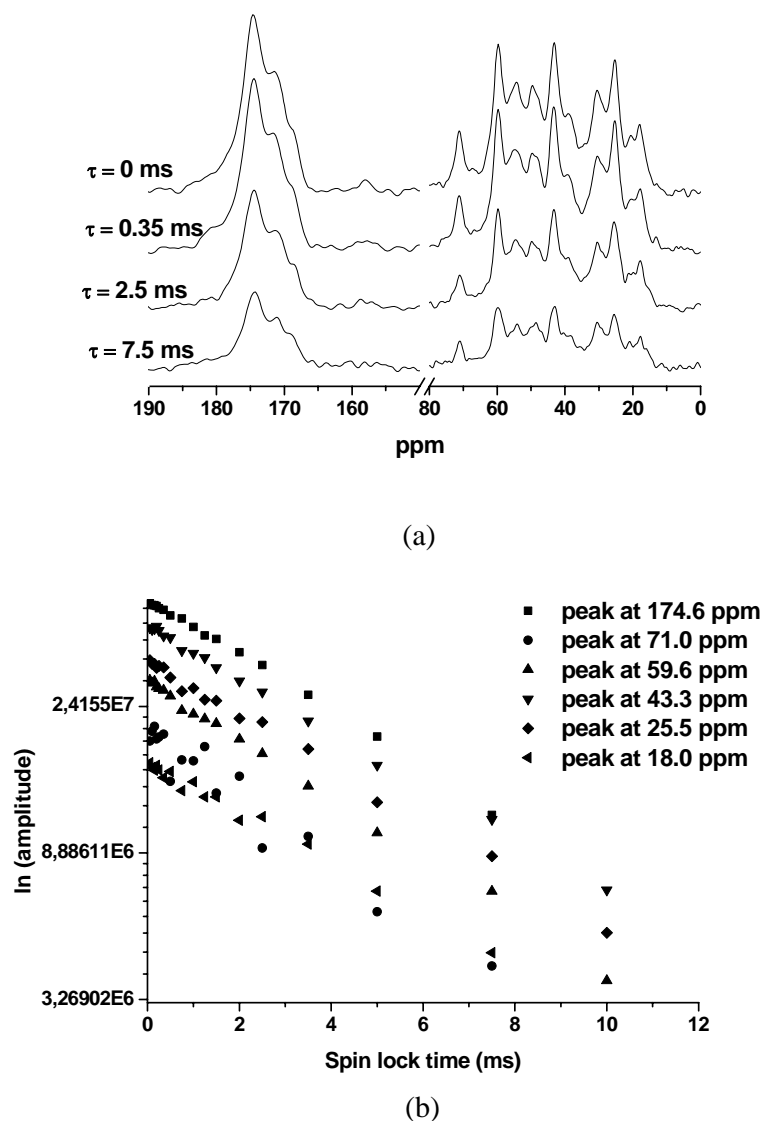 τ = 0 ms
τ = 0.35 ms
τ = 2.5 ms
τ = 7.5 ms
190 180 170 160 80 60 40 20 0
ppm
(a)
peak at 174.6 ppm
peak at 71.0 ppm
peak at 59.6 ppm
peak at 43.3 ppm
peak at 25.5 ppm
peak at 18.0 ppm
ln (amplitude)
2,4155E7
8,88611E6
3,26902E6
0 2 4 6 8 10 12
Spin lock time (ms)
(b)